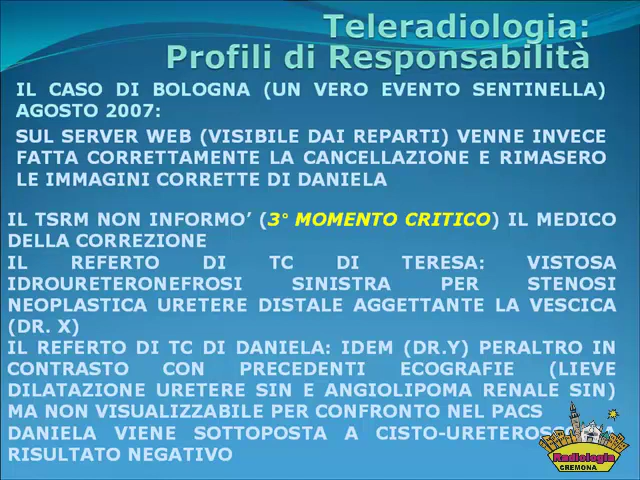 Teleradiologia:
Profili di Responsabilità
IL CASO DI BOLOGNA (UN VERO EVENTO SENTINELLA)
AGOSTO 2007:
SUL SERVER WEB (VISIBILE DAI REPARTI) VENNE INVECE
FATTA CORRETTAMENTE LA CANCELLAZIONE E RIMASERO
LE IMMAGINI CORRETTE DI DANIELA
IL TSRM NON INFORMO’ (3° MOMENTO CRITICO) IL MEDICO
DELLA CORREZIONE
IL REFERTO DI TC DI TERESA: VISTOSA
IDROURETERONEFROSI SINISTRA PER STENOSI
NEOPLASTICA URETERE DISTALE AGGETTANTE LA VESCICA
(DR. X)
IL REFERTO DI TC DI DANIELA: IDEM (DR.Y) PERALTRO IN
CONTRASTO CON PRECEDENTI ECOGRAFIE (LIEVE
DILATAZIONE URETERE SIN E ANGIOLIPOMA RENALE SIN)
MA NON VISUALIZZABILE PER CONFRONTO NEL PACS
DANIELA VIENE SOTTOPOSTA A
RISULTATO NEGATIVO
Radiologia
CREMONA